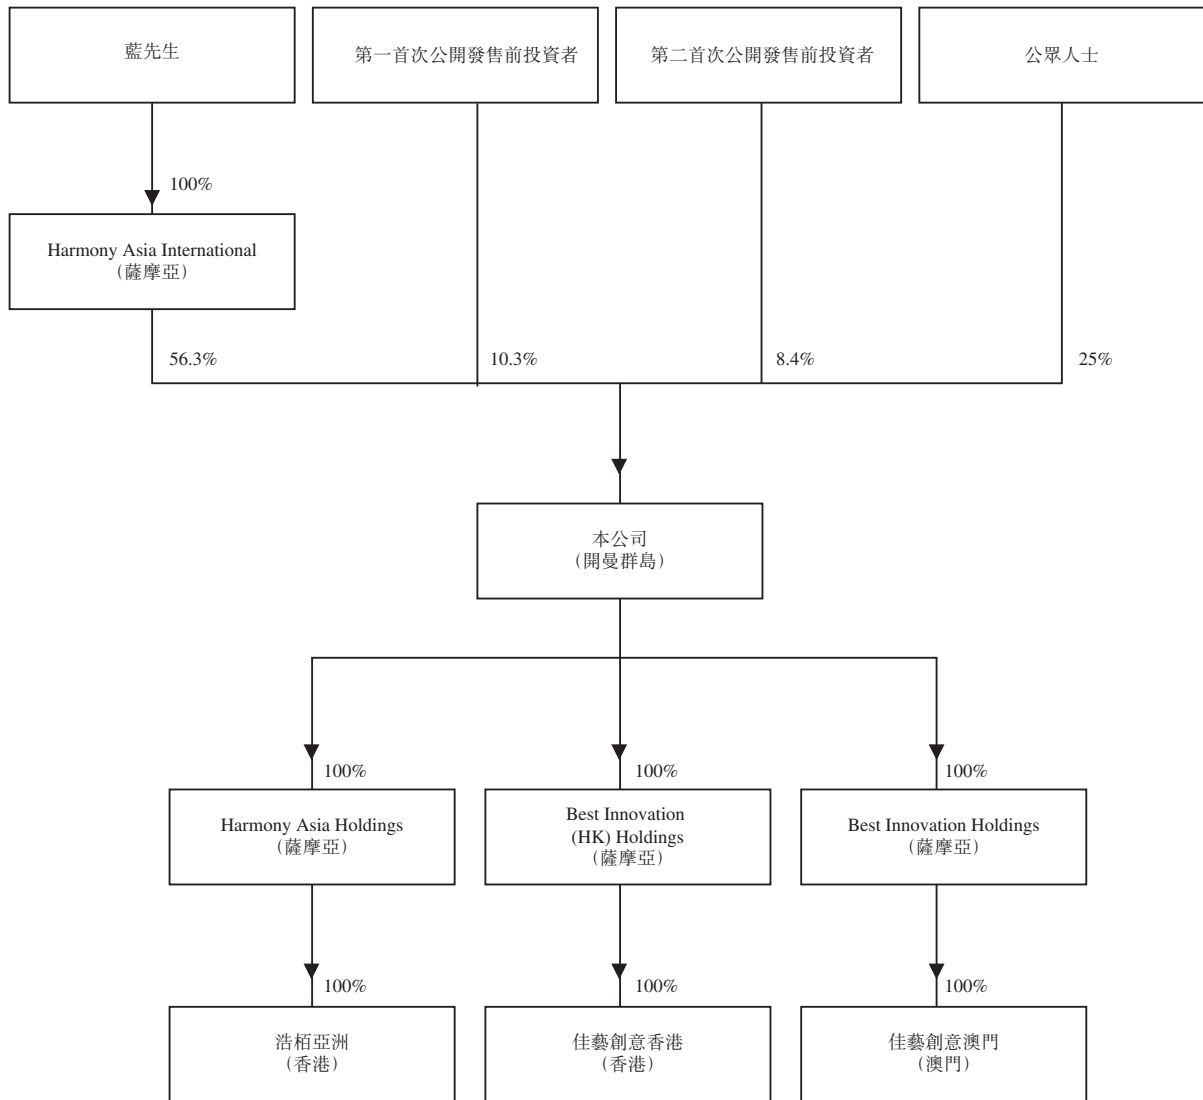 藍先生
第一首次公開發售前投資者
第二首次公開發售前投資者
公眾人士
100%
Harmony Asia International
(薩摩亞)
56.3%
10.3%
8.4%
25%
本公司
(開曼群島)
100%
100%
100%
Harmony Asia Holdings
(薩摩亞)
Best Innovation
(HK) Holdings
(薩摩亞)
Best Innovation Holdings
(薩摩亞)
100%
100%
100%
浩栢亞洲
(香港)
佳藝創意香港
(香港)
佳藝創意澳門
(澳門)